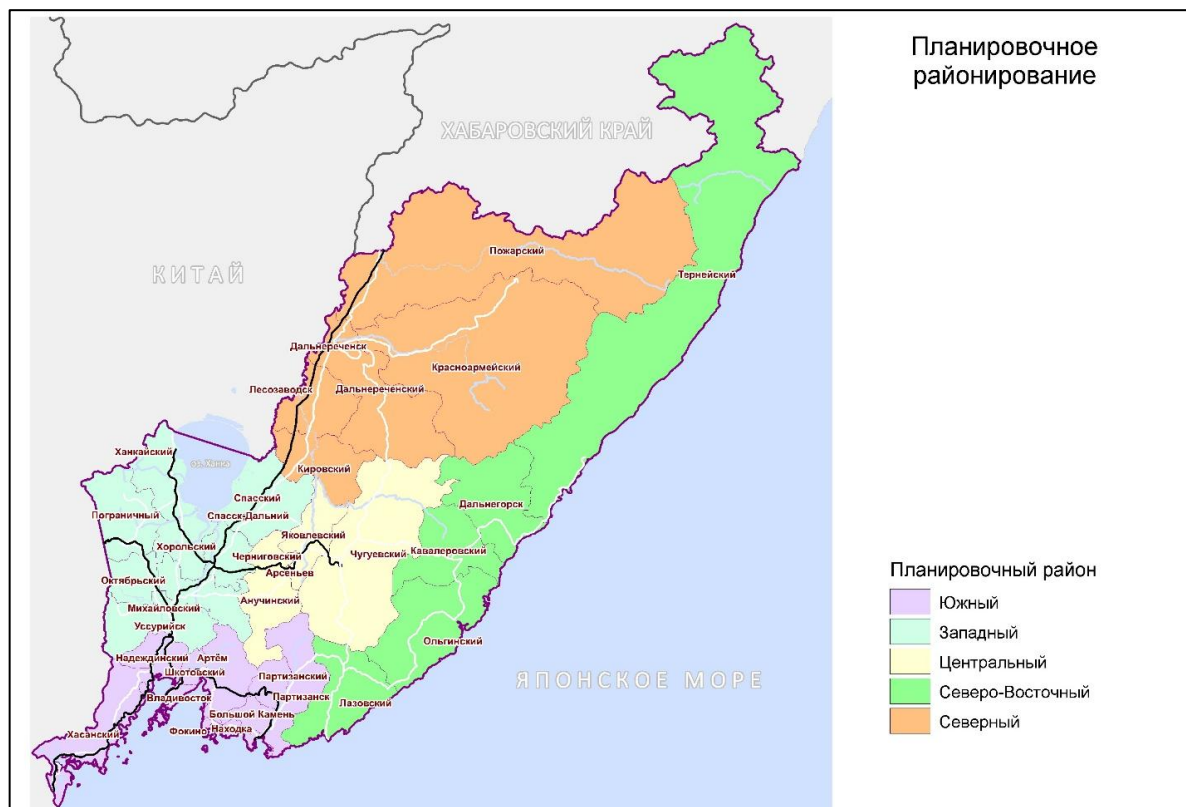 Планировочное
районирование
ХАБАРОВСКИЙ КРАЙ
КИТАЙ
Пожарский
Тернейский
Дальнереченск
Красноармейский
Лесозаводск
Дальнереченский
Ханкайский
оз. Ханка
Кировский
Спасский
Дальнегорск
Пограничный
Спасск-Дальний
Яковлевский
Хорольский
Черниговский
Чугуевский
Кавалеровский
Арсеньев
Октябрьский
Анучинский
Михайловский
Уссурийск
Ольгинский
Надеждинский
Артём
Шкотовский
Партизанский
ЯПОНСКОЕ МОРЕ
Владивосток
Партизанск
Лазовский
Большой Камень
Хасанский
Фокино
Находка
Планировочный район
Южный
Западный
Центральный
Северо-Восточный
Северный